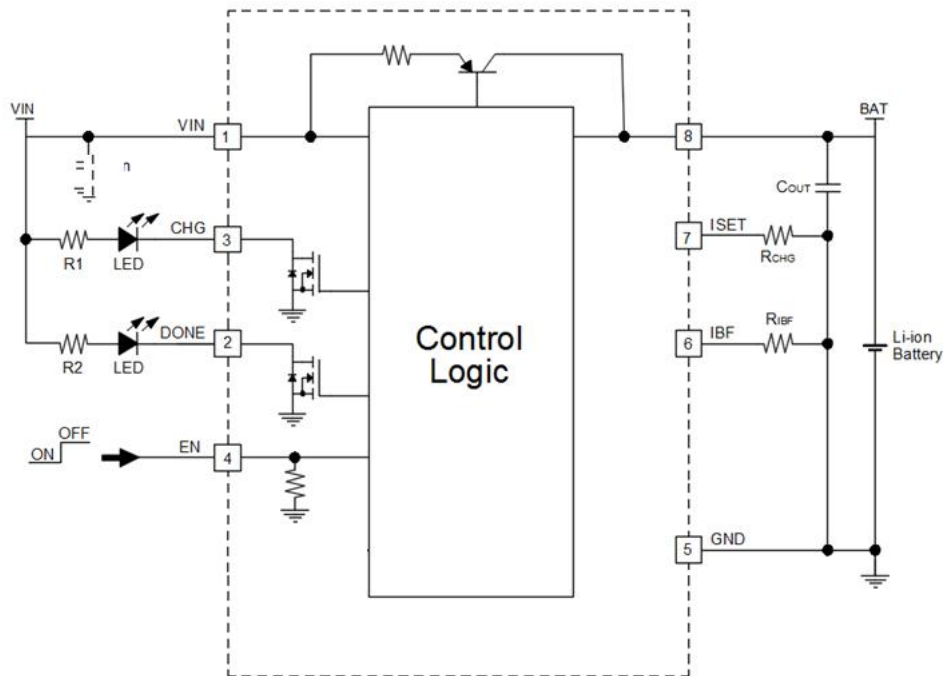 VIN
BAT
VIN
1
8
n
COUT
CHG
3
7
ISET
R1
LED
RCHG
DONE
2
6
IBF
RIBF
R2
LED
Control
Logic
Li-ion
Battery
OFF
ON
EN
4
5
GND